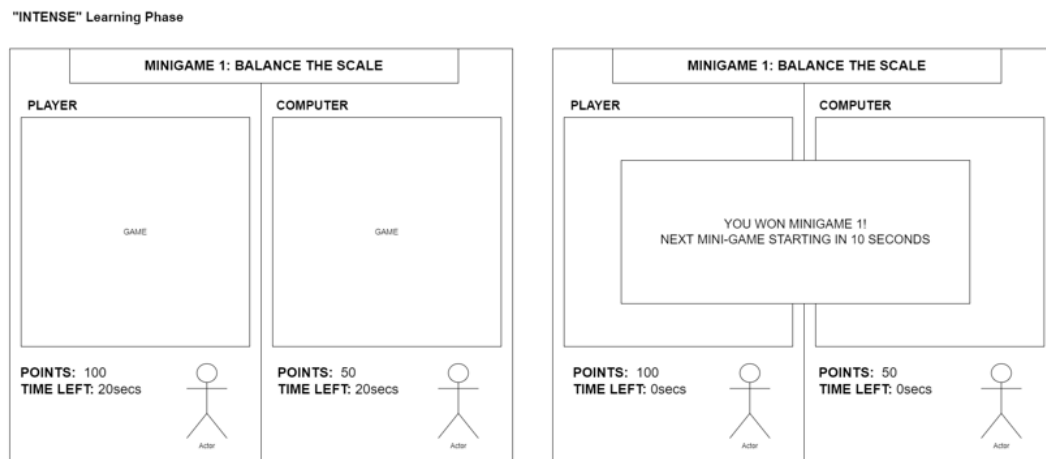 "INTENSE" Learning Phase
MINIGAME 1: BALANCE THE SCALE
PLAYER
COMPUTER
GAME
GAME
POINTS: 100
TIME LEFT: 20secs
Actor
POINTS: 50
TIME LEFT: 20secs
Actor
MINIGAME 1: BALANCE THE SCALE
PLAYER
COMPUTER
YOU WON MINIGAME 1!
NEXT MINI-GAME STARTING IN 10 SECONDS
POINTS: 100
TIME LEFT: 0secs
Actor
POINTS: 50
TIME LEFT: 0secs
Actor